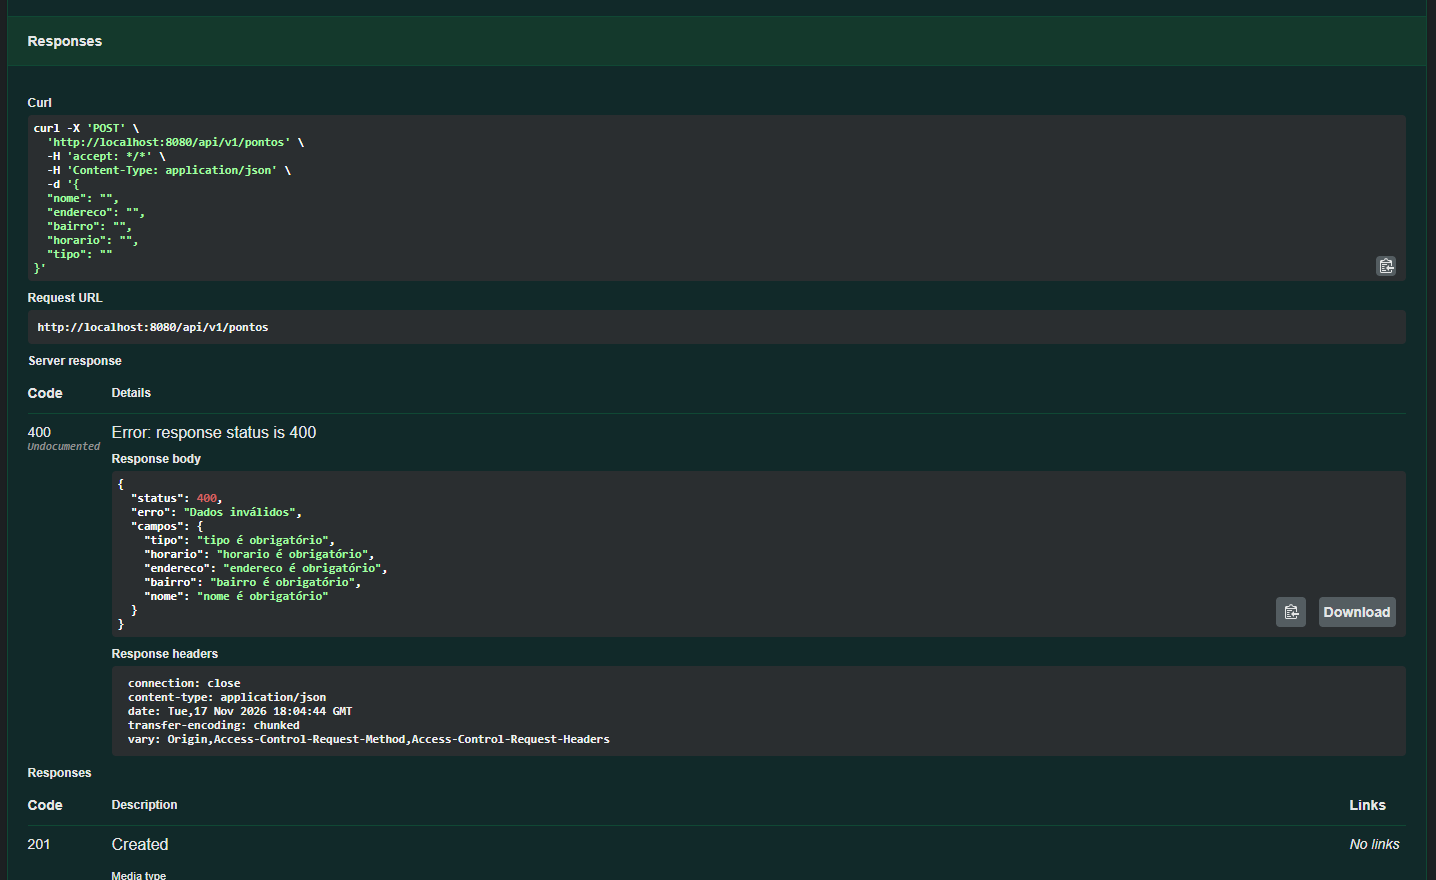 Responses
Curl
curl -X 'POST' \
  'http://localhost:8080/api/v1/pontos' \
  -H 'accept: */*' \
  -H 'Content-Type: application/json' \
  -d '{
  "nome": "",
  "endereco": "",
  "bairro": "",
  "horario": "",
  "tipo": ""
}'
Request URL
http://localhost:8080/api/v1/pontos
Server response
Code Details
400 Error: response status is 400
Undocumented
Response body
{
  "status": 400,
  "erro": "Dados inválidos",
  "campos": {
    "tipo": "tipo é obrigatório",
    "horario": "horario é obrigatório",
    "endereco": "endereco é obrigatório",
    "bairro": "bairro é obrigatório",
    "nome": "nome é obrigatório"
  }
}
Download
Response headers
connection: close
content-type: application/json
date: Tue,17 Nov 2026 18:04:44 GMT
transfer-encoding: chunked
vary: Origin,Access-Control-Request-Method,Access-Control-Request-Headers
Responses
Code Description Links
201 Created No links
Media type